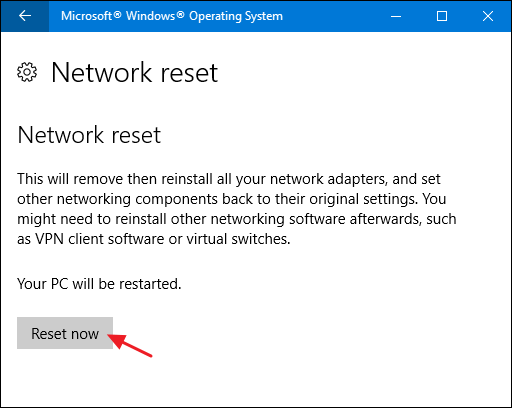 Microsoft® Windows® Operating System
Network reset
Network reset
This will remove then reinstall all your network adapters, and set
other networking components back to their original settings. You
might need to reinstall other networking software afterwards, such
as VPN client software or virtual switches.
Your PC will be restarted.
Reset now